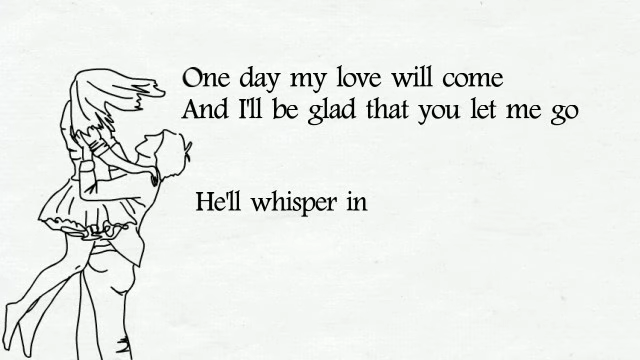 One day my love will come
And I'll be glad that you let me go
He'll whisper in